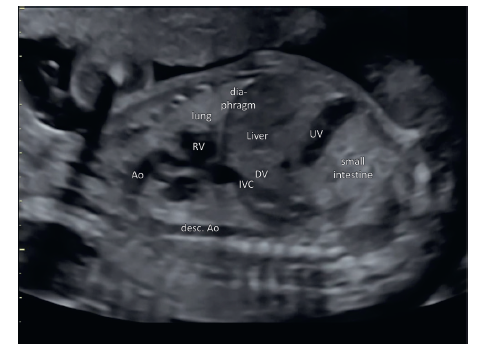 dia-
phragm
lung
Liver
UV
RV
small
intestine
Ao
DV
IVC
desc. Ao